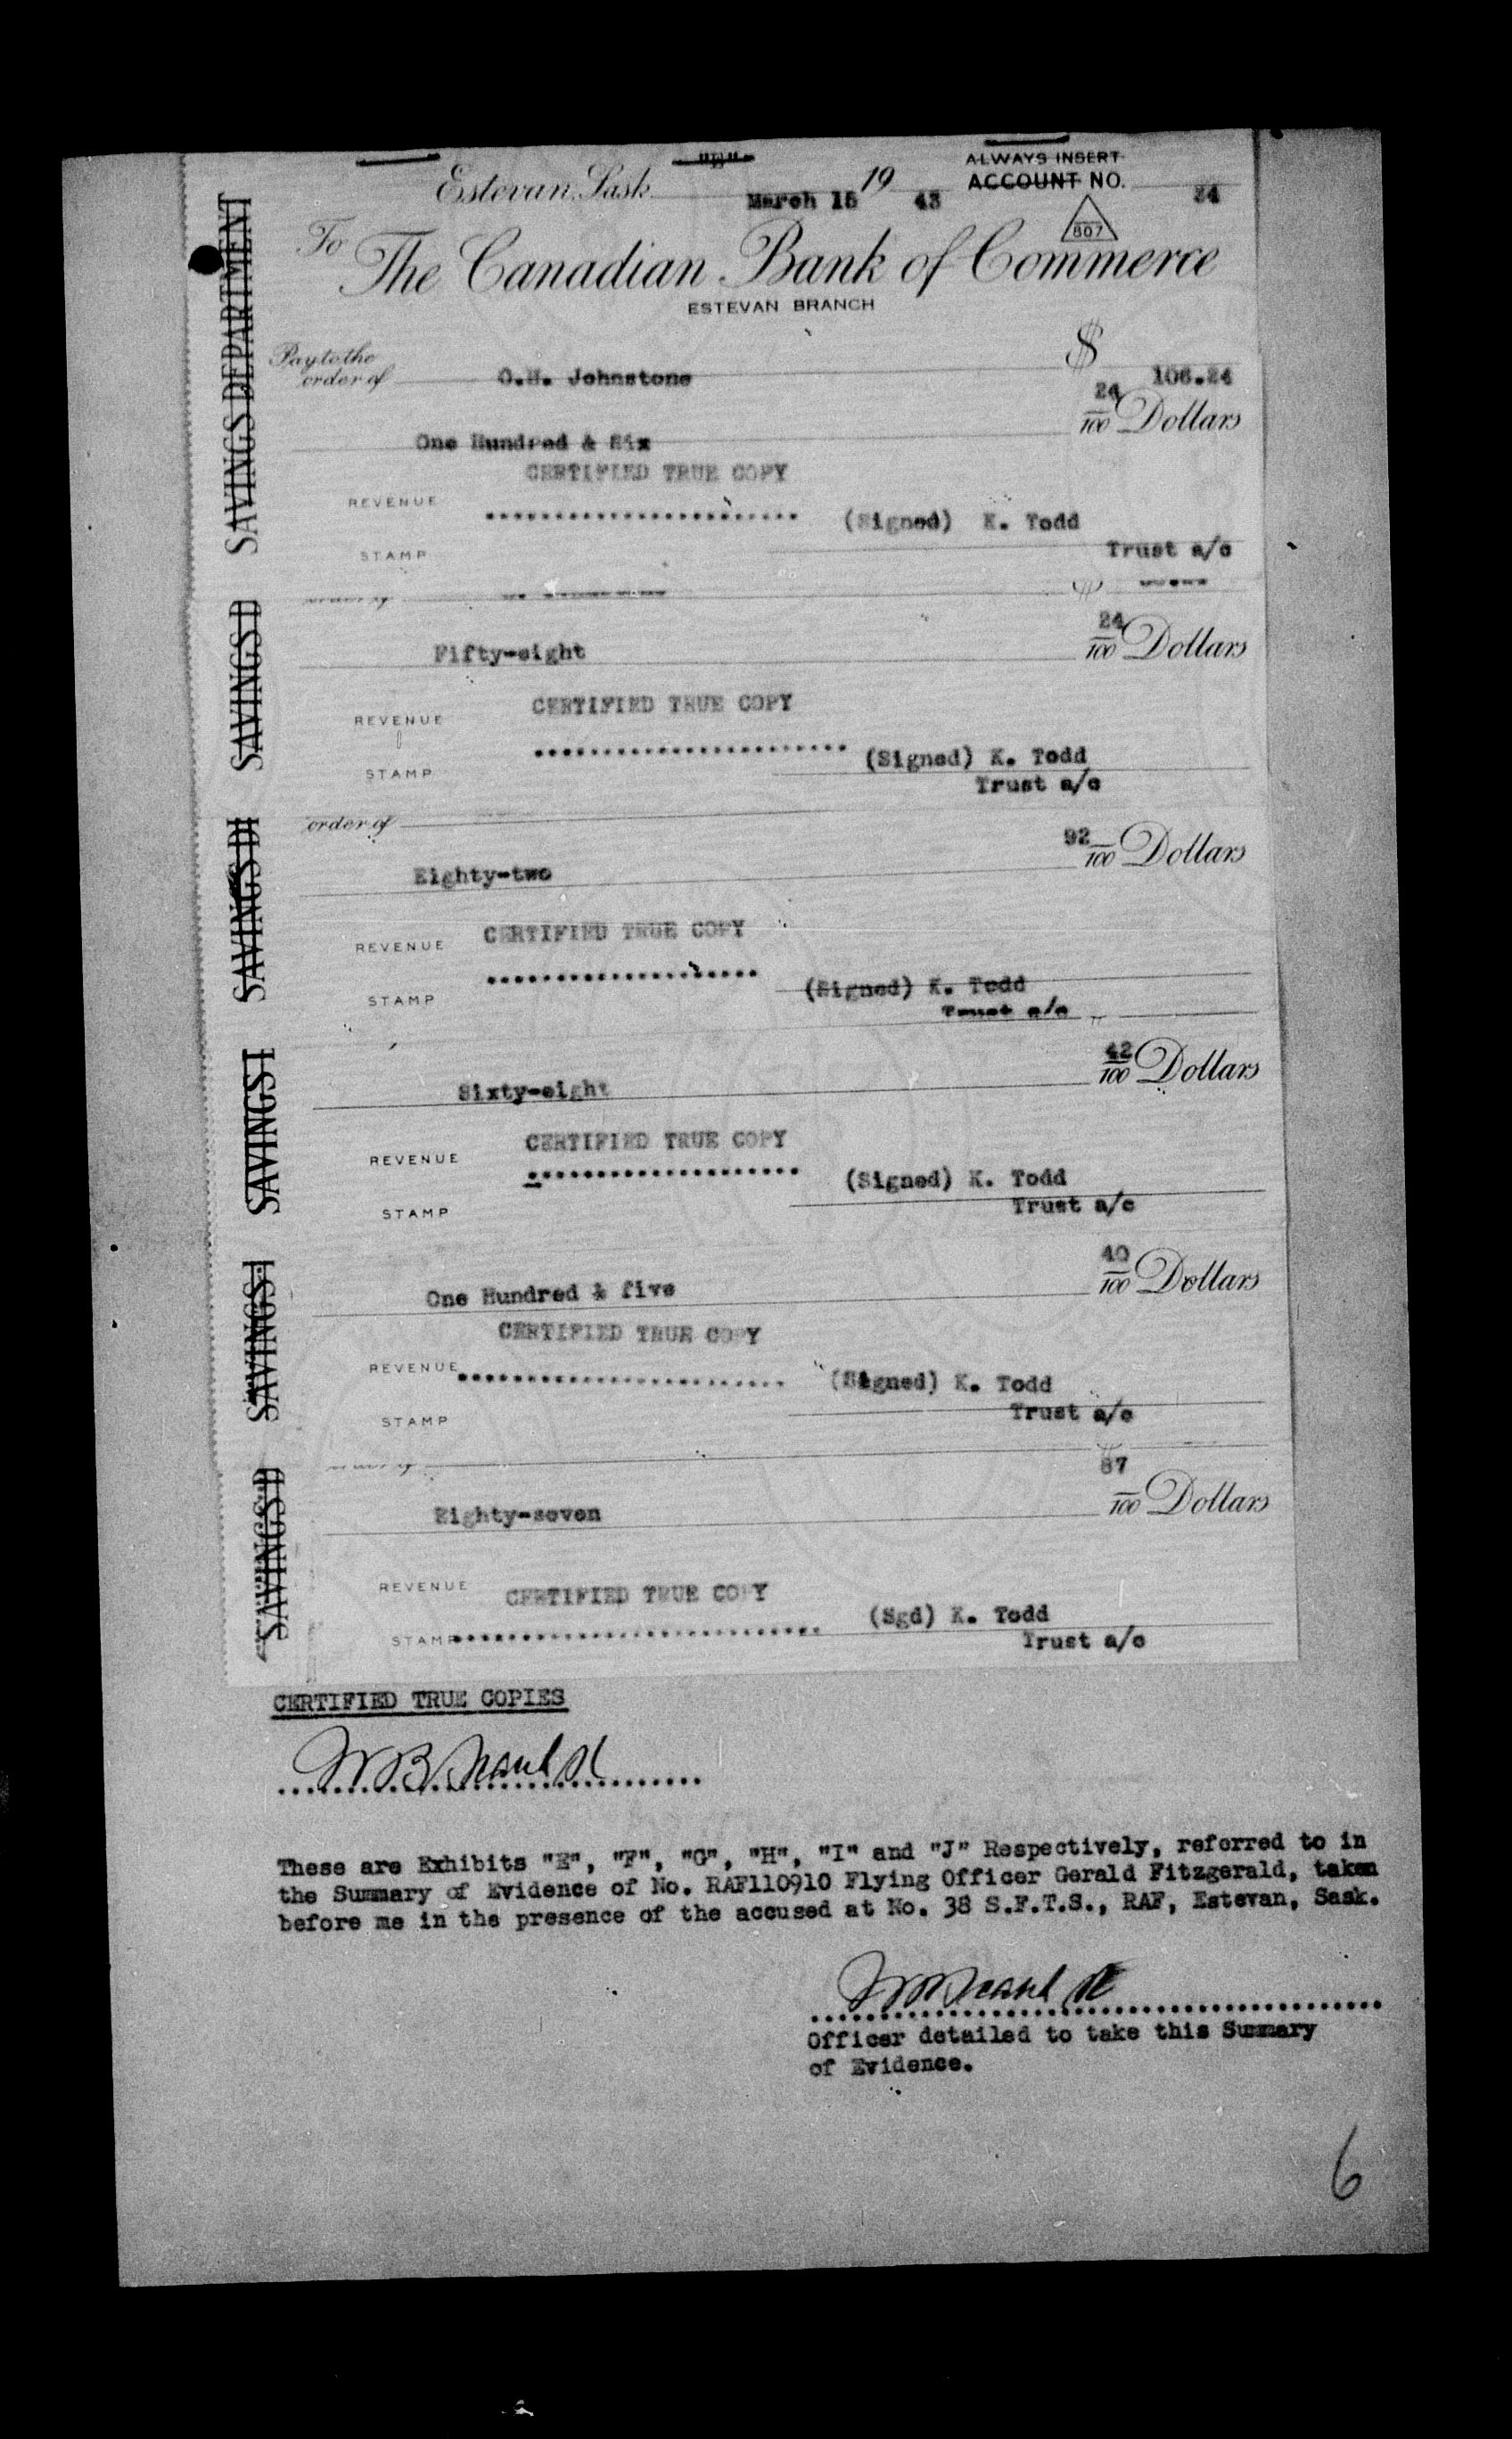 Estevan, Sask. March 15 19 43
ALWAYS INSERT
ACCOUNT NO. 24
807
To The Canadian Bank of Commerce
ESTEVAN BRANCH
SAVINGS DEPARTMENT
Pay to the
order of O.H. Johnstone $ 106.24
One Hundred & Six 24/100 Dollars
CERTIFIED TRUE COPY
REVENUE
(Signed) K. Todd
STAMP
Trust a/c
SAVINGS D
Fifty-eight 24/100 Dollars
CERTIFIED TRUE COPY
REVENUE
(Signed) K. Todd
STAMP
Trust a/c
SAVINGS
order of
Eighty-two 92/100 Dollars
CERTIFIED TRUE COPY
REVENUE
(Signed) K. Todd
STAMP
Trust a/c
SAVINGS
Sixty-eight 42/100 Dollars
CERTIFIED TRUE COPY
REVENUE
(Signed) K. Todd
STAMP
Trust a/c
SAVINGS
One Hundred & five 40/100 Dollars
CERTIFIED TRUE COPY
REVENUE
(Signed) K. Todd
STAMP
Trust a/c
SAVINGS D
Eighty-seven 87/100 Dollars
REVENUE
CERTIFIED TRUE COPY
(Sgd) K. Todd
STAMP
Trust a/c
CERTIFIED TRUE COPIES
These are Exhibits "E", "F", "G", "H", "I" and "J" Respectively, referred to in
the Summary of Evidence of No. RAF110910 Flying Officer Gerald Fitzgerald, taken
before me in the presence of the accused at No. 38 S.F.T.S., RAF, Estevan, Sask.
Officer detailed to take this Summary
of Evidence.
6